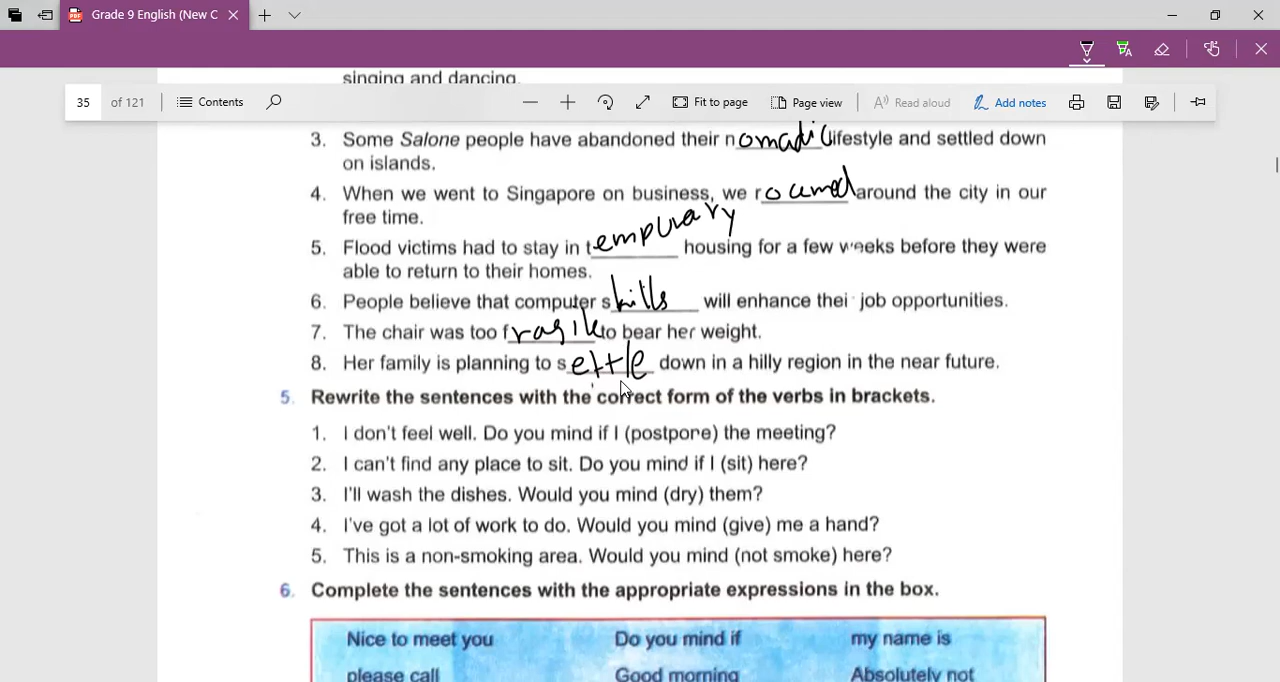 Grade 9 English (New C
singing and dancing.
35 of 121 Contents Fit to page Page view Read aloud Add notes
3. Some Salone people have abandoned their nomadic lifestyle and settled down
on islands.
4. When we went to Singapore on business, we roamed around the city in our
free time.
5. Flood victims had to stay in temporary housing for a few weeks before they were
able to return to their homes.
6. People believe that computer skills will enhance their job opportunities.
7. The chair was too fragile to bear her weight.
8. Her family is planning to settle down in a hilly region in the near future.
5. Rewrite the sentences with the correct form of the verbs in brackets.
1. I don't feel well. Do you mind if I (postpone) the meeting?
2. I can't find any place to sit. Do you mind if I (sit) here?
3. I'll wash the dishes. Would you mind (dry) them?
4. I've got a lot of work to do. Would you mind (give) me a hand?
5. This is a non-smoking area. Would you mind (not smoke) here?
6. Complete the sentences with the appropriate expressions in the box.
Nice to meet you Do you mind if my name is
please call Good morning Absolutely not